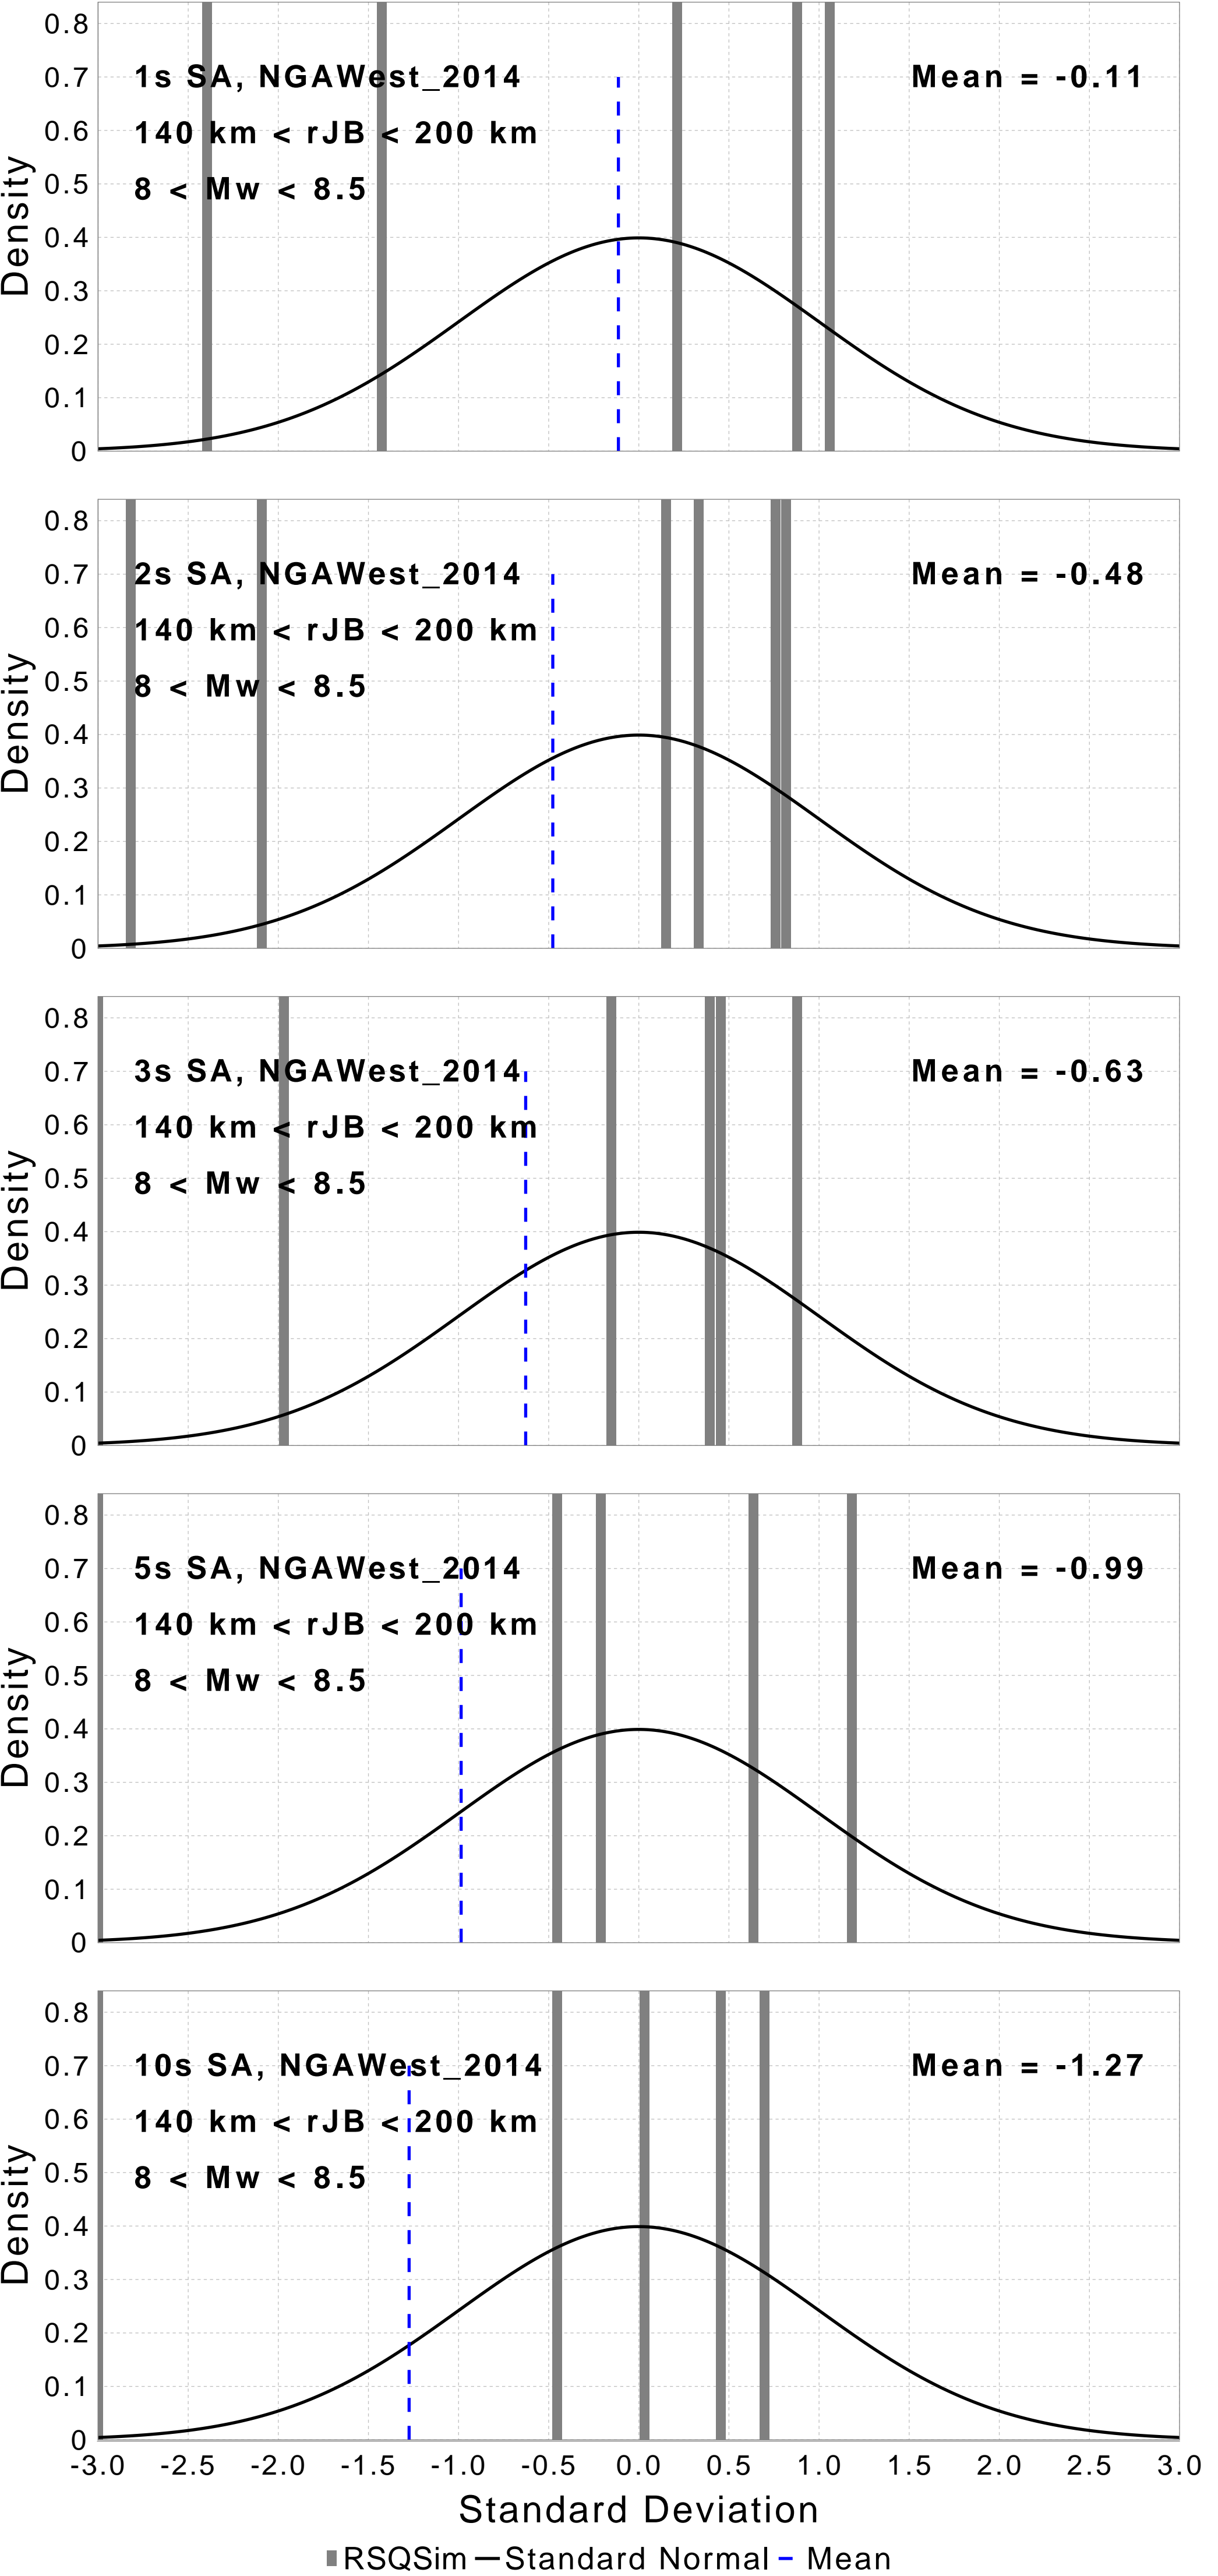 0.8
1s SA, NGAWest_2014 Mean = -0.11
0.7
140 km < rJB < 200 km
0.6
8 < Mw < 8.5
0.5
0.4
0.3
0.2
0.1
0
Density
0.8
2s SA, NGAWest_2014 Mean = -0.48
0.7
140 km < rJB < 200 km
0.6
8 < Mw < 8.5
0.5
0.4
0.3
0.2
0.1
0
Density
0.8
3s SA, NGAWest_2014 Mean = -0.63
0.7
140 km < rJB < 200 km
0.6
8 < Mw < 8.5
0.5
0.4
0.3
0.2
0.1
0
Density
0.8
5s SA, NGAWest_2014 Mean = -0.99
0.7
140 km < rJB < 200 km
0.6
8 < Mw < 8.5
0.5
0.4
0.3
0.2
0.1
0
Density
0.8
10s SA, NGAWest_2014 Mean = -1.27
0.7
140 km < rJB < 200 km
0.6
8 < Mw < 8.5
0.5
0.4
0.3
0.2
0.1
0
Density
-3.0 -2.5 -2.0 -1.5 -1.0 -0.5 0.0 0.5 1.0 1.5 2.0 2.5 3.0
Standard Deviation
RSQSim Standard Normal Mean